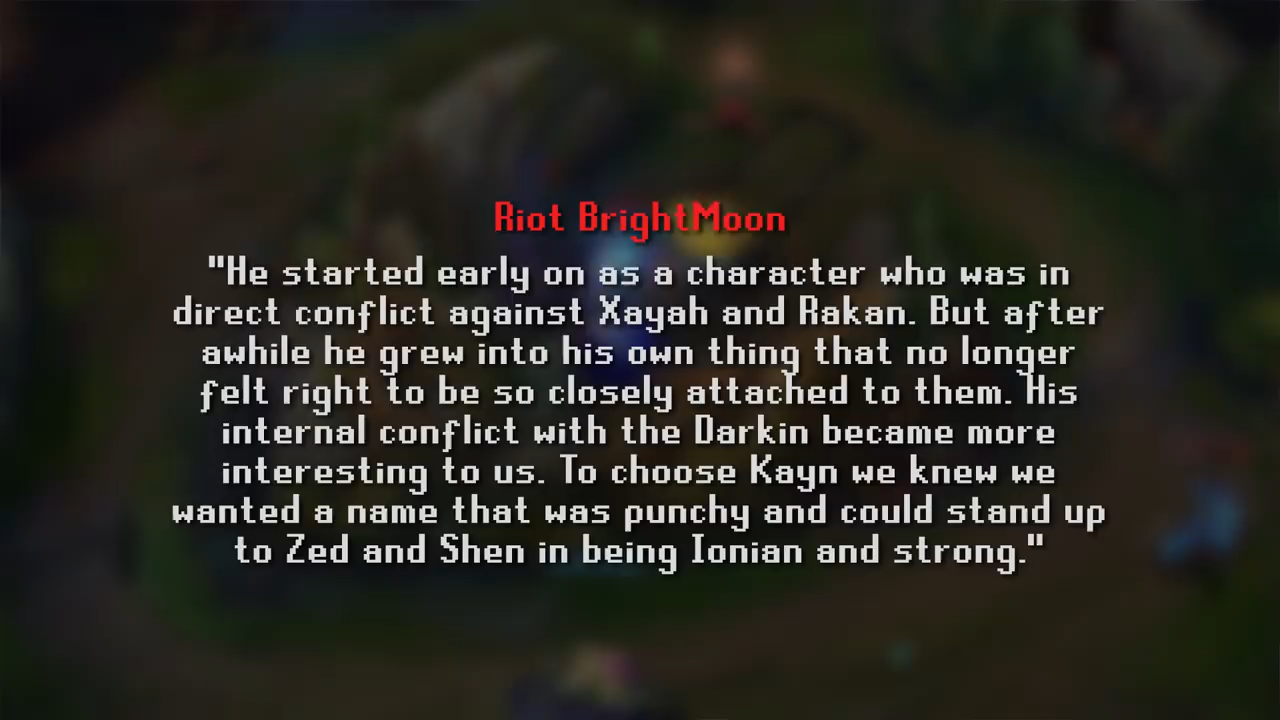 Riot BrightMoon
"He started early on as a character who was in
direct conflict against Xayah and Rakan. But after
awhile he grew into his own thing that no longer
felt right to be so closely attached to them. His
internal conflict with the Darkin became more
interesting to us. To choose Kayn we knew we
wanted a name that was punchy and could stand up
to Zed and Shen in being Ionian and strong."